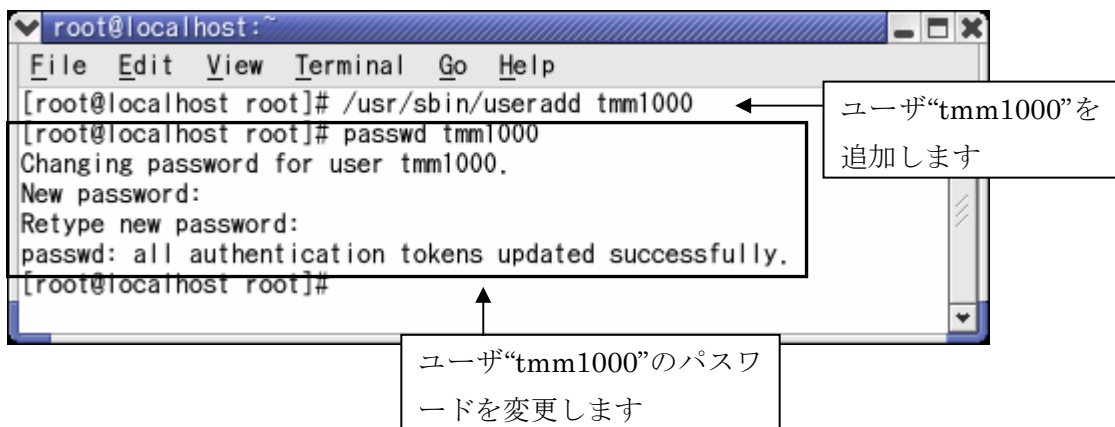 root@localhost:~
File Edit View Terminal Go Help
[root@localhost root]# /usr/sbin/useradd tmm1000
[root@localhost root]# passwd tmm1000
Changing password for user tmm1000.
New password:
Retype new password:
passwd: all authentication tokens updated successfully.
[root@localhost root]#
ユーザ“tmm1000”を
追加します
ユーザ“tmm1000”のパスワ
ードを変更します